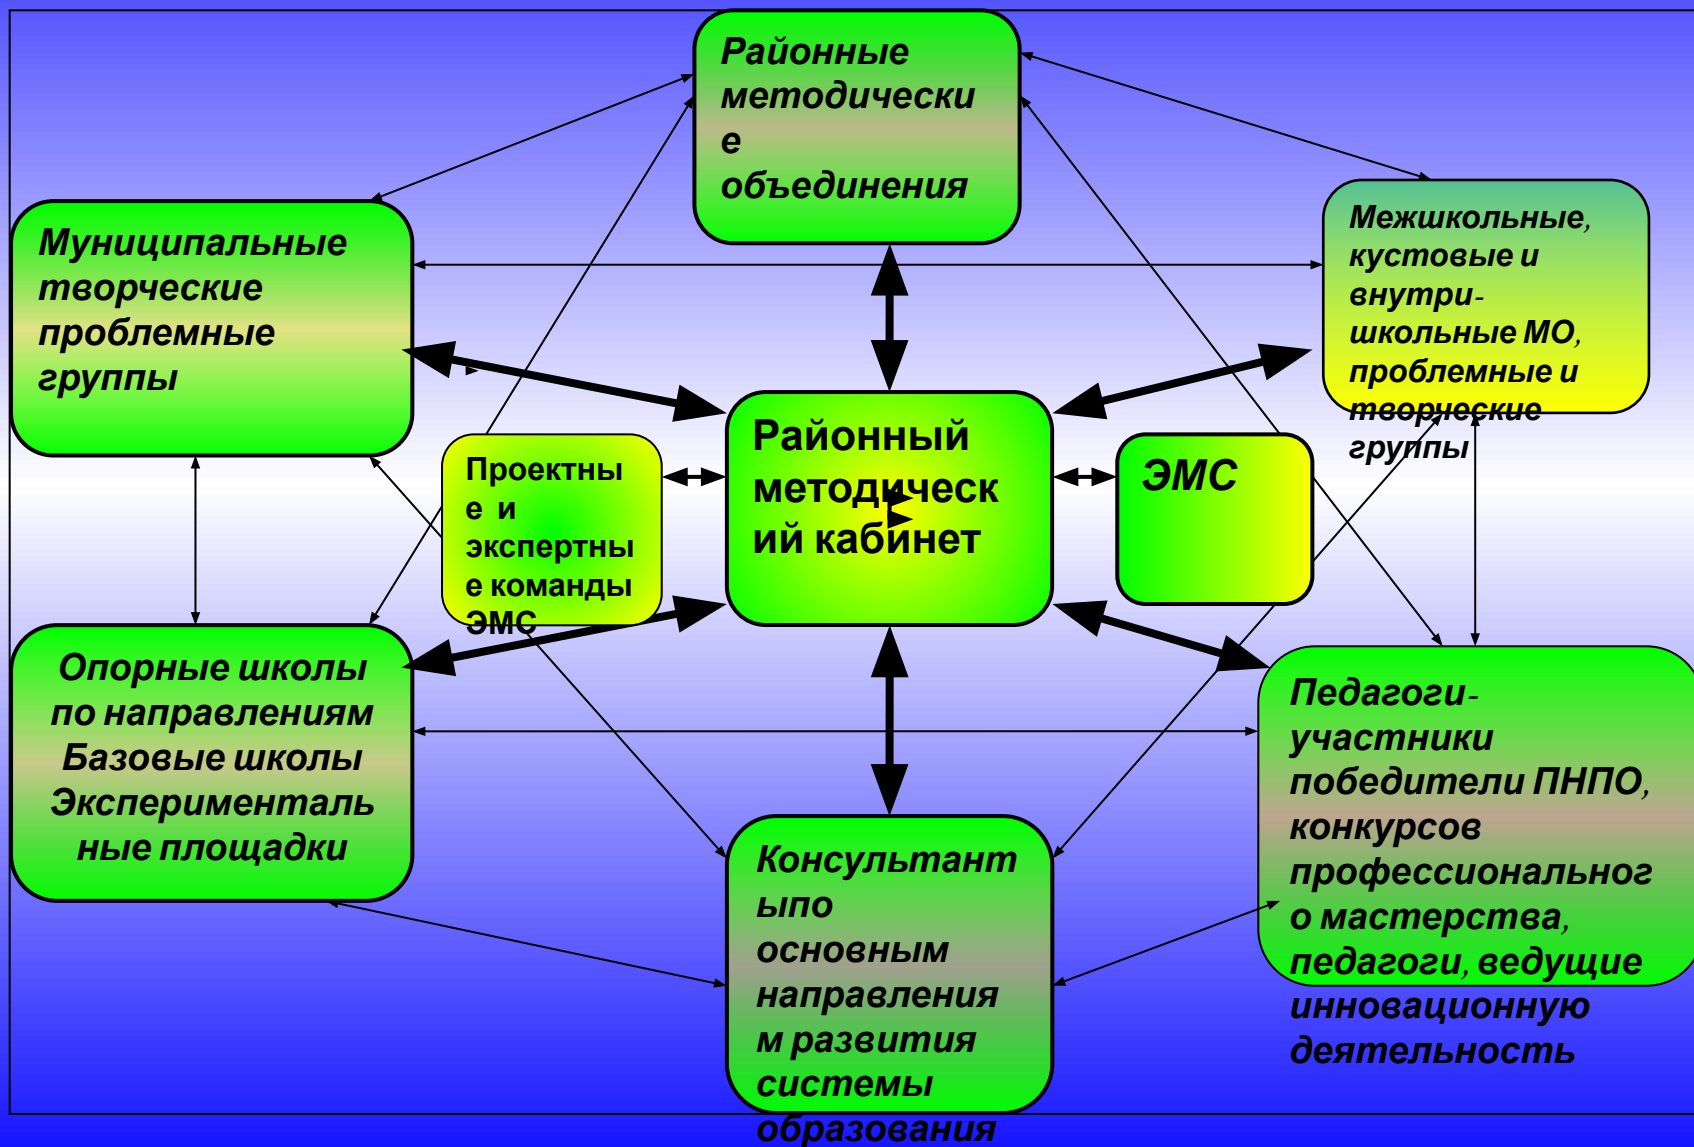 Районные
методически
е
объединения
Муниципальные
творческие
проблемные
группы
Межшкольные,
кустовые и
внутри-
школьные МО,
проблемные и
творческие
группы
Проектны
е и
экспертны
е команды
ЭМС
Районный
методическ
ий кабинет
ЭМС
Опорные школы
по направлениям
Базовые школы
Эксперименталь
ные площадки
Консультант
ыпо
основным
направления
м развития
системы
образования
Педагоги-
участники
победители ПНПО,
конкурсов
профессиональног
о мастерства,
педагоги, ведущие
инновационную
деятельность